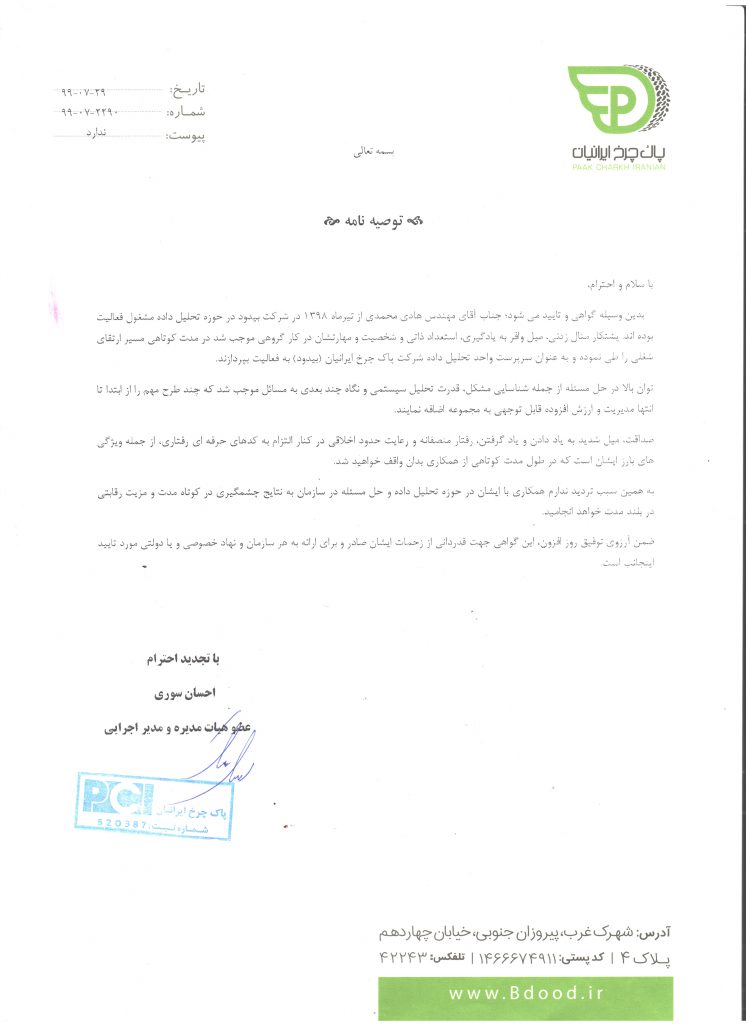 تاریخ: ۹۹-۰۷-۲۹
شماره: ۹۹-۰۷-۲۲۹۰
پیوست: ندارد
پاک چرخ ایرانیان
PAAK CHARKH IRANIAN
بسمه تعالی
توصیه نامه
با سلام و احترام،
بدین وسیله گواهی و تایید می شود؛ جناب آقای مهندس هادی محمدی از تیرماه ۱۳۹۸ در شرکت بیدود در حوزه تحلیل داده مشغول فعالیت
بوده اند. پشتکار مثال زدنی، میل وافر به یادگیری، استعداد ذاتی و شخصیت و مهارتشان در کار گروهی موجب شد در مدت کوتاهی مسیر ارتقای
شغلی را طی نموده و به عنوان سرپرست واحد تحلیل داده شرکت پاک چرخ ایرانیان (بیدود) به فعالیت بپردازند.
توان بالا در حل مسئله از جمله شناسایی مشکل، قدرت تحلیل سیستمی و نگاه چند بعدی به مسائل موجب شد که چند طرح مهم را از ابتدا تا
انتها مدیریت و ارزش افزوده قابل توجهی به مجموعه اضافه نمایند.
صداقت، میل شدید به یاد دادن و یاد گرفتن، رفتار منصفانه و رعایت حدود اخلاقی در کنار التزام به کدهای حرفه ای رفتاری، از جمله ویژگی
های بارز ایشان است که در طول مدت کوتاهی از همکاری بدان واقف خواهید شد.
به همین سبب تردید ندارم همکاری با ایشان در حوزه تحلیل داده و حل مسئله در سازمان به نتایج چشمگیری در کوتاه مدت و مزیت رقابتی
در بلند مدت خواهد انجامید.
ضمن آرزوی توفیق روز افزون، این گواهی جهت قدردانی از زحمات ایشان صادر و برای ارائه به هر سازمان و نهاد خصوصی و یا دولتی مورد تایید
اینجانب است.
با تجدید احترام
احسان سوری
عضو هیات مدیره و مدیر اجرایی
PCI
پاک چرخ ایرانیان
شماره ثبت: 520387
آدرس: شهرک غرب، پیروزان جنوبی، خیابان چهاردهم
پلاک ۴ | کدپستی: ۱۴۶۶۶۷۴۹۱۱ | تلفکس: ۴۲۲۴۳
www.Bdood.ir